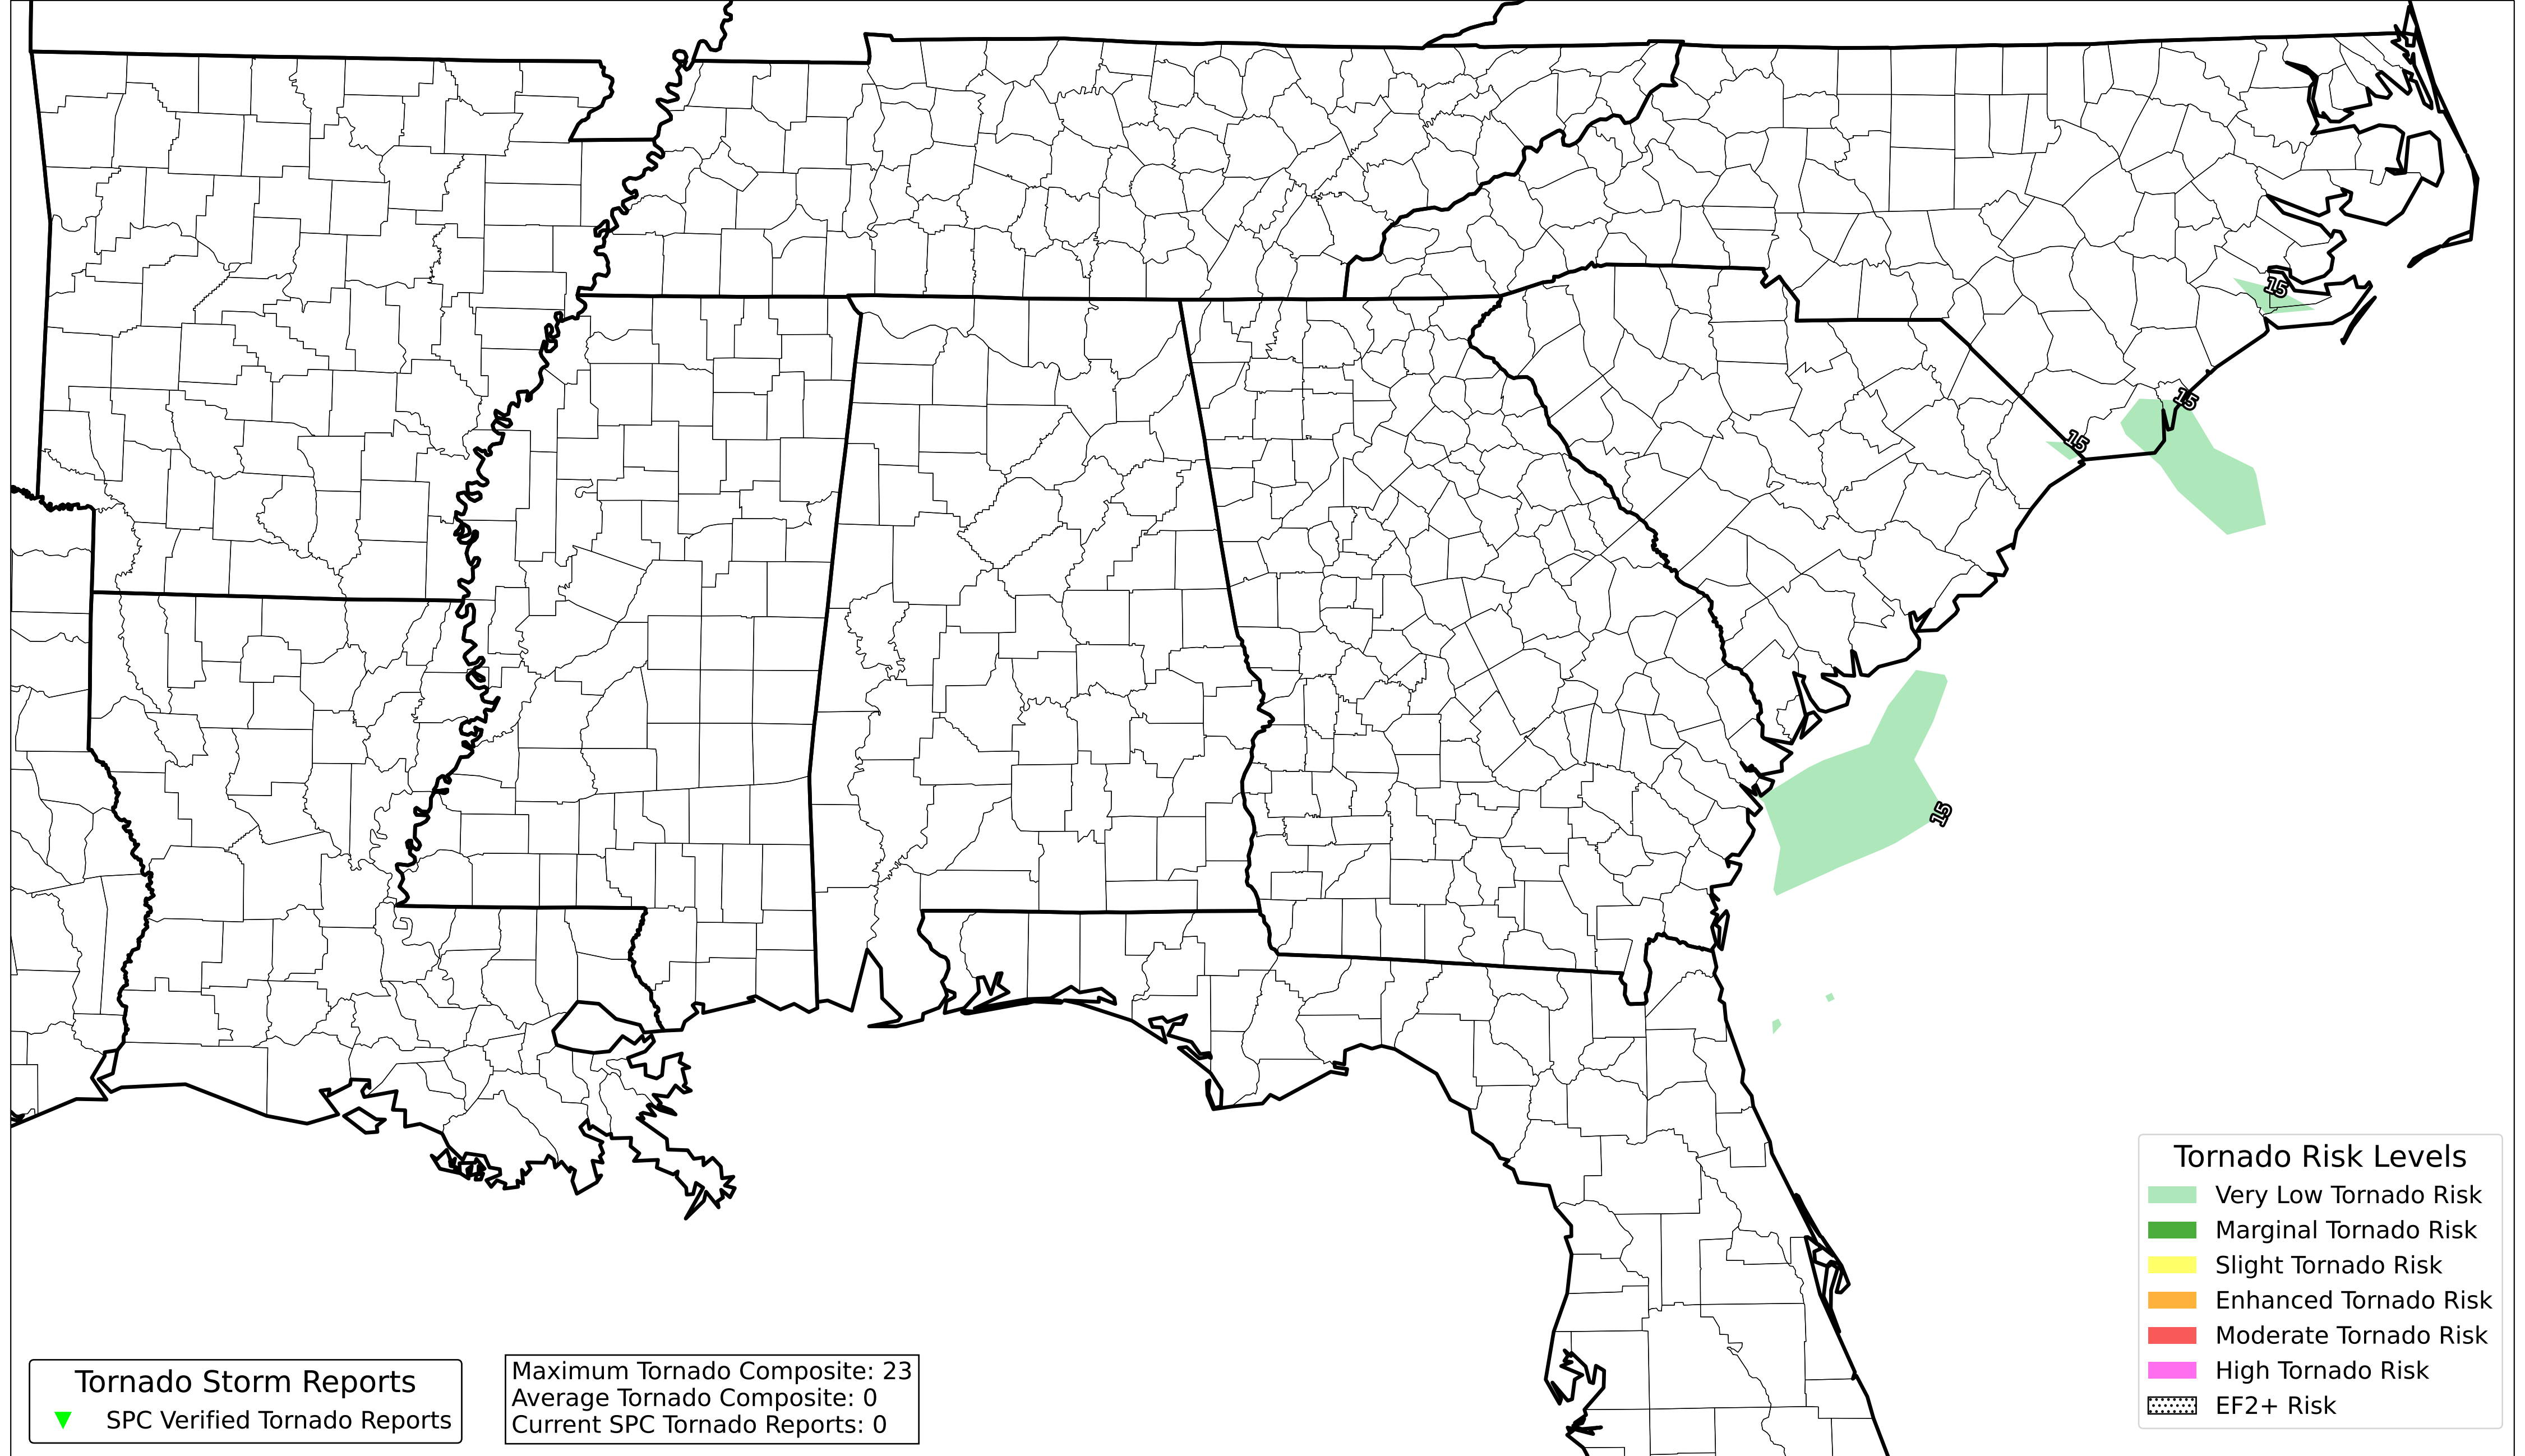 15
15
15
15
Tornado Risk Levels
Very Low Tornado Risk
Marginal Tornado Risk
Slight Tornado Risk
Enhanced Tornado Risk
Moderate Tornado Risk
High Tornado Risk
EF2+ Risk
Tornado Storm Reports
SPC Verified Tornado Reports
Maximum Tornado Composite: 23
Average Tornado Composite: 0
Current SPC Tornado Reports: 0